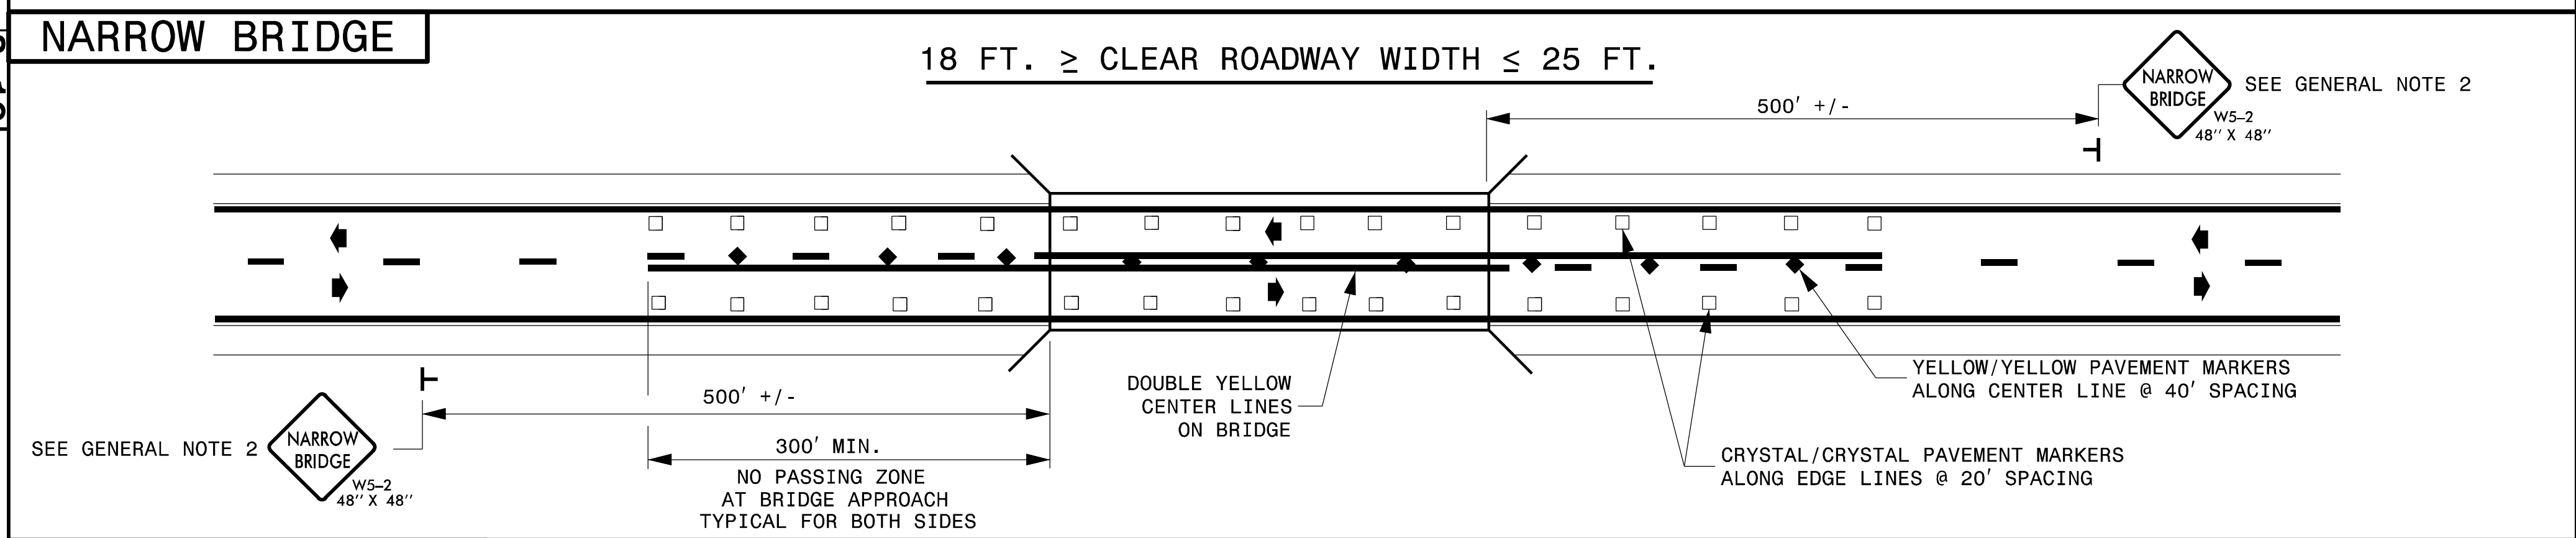 NARROW BRIDGE
18 FT. ≥ CLEAR ROADWAY WIDTH ≤ 25 FT.
NARROW
BRIDGE
SEE GENERAL NOTE 2
W5-2
48" X 48"
500' +/-
500' +/-
SEE GENERAL NOTE 2
NARROW
BRIDGE
W5-2
48" X 48"
300' MIN.
NO PASSING ZONE
AT BRIDGE APPROACH
TYPICAL FOR BOTH SIDES
DOUBLE YELLOW
CENTER LINES
ON BRIDGE
YELLOW/YELLOW PAVEMENT MARKERS
ALONG CENTER LINE @ 40' SPACING
CRYSTAL/CRYSTAL PAVEMENT MARKERS
ALONG EDGE LINES @ 20' SPACING